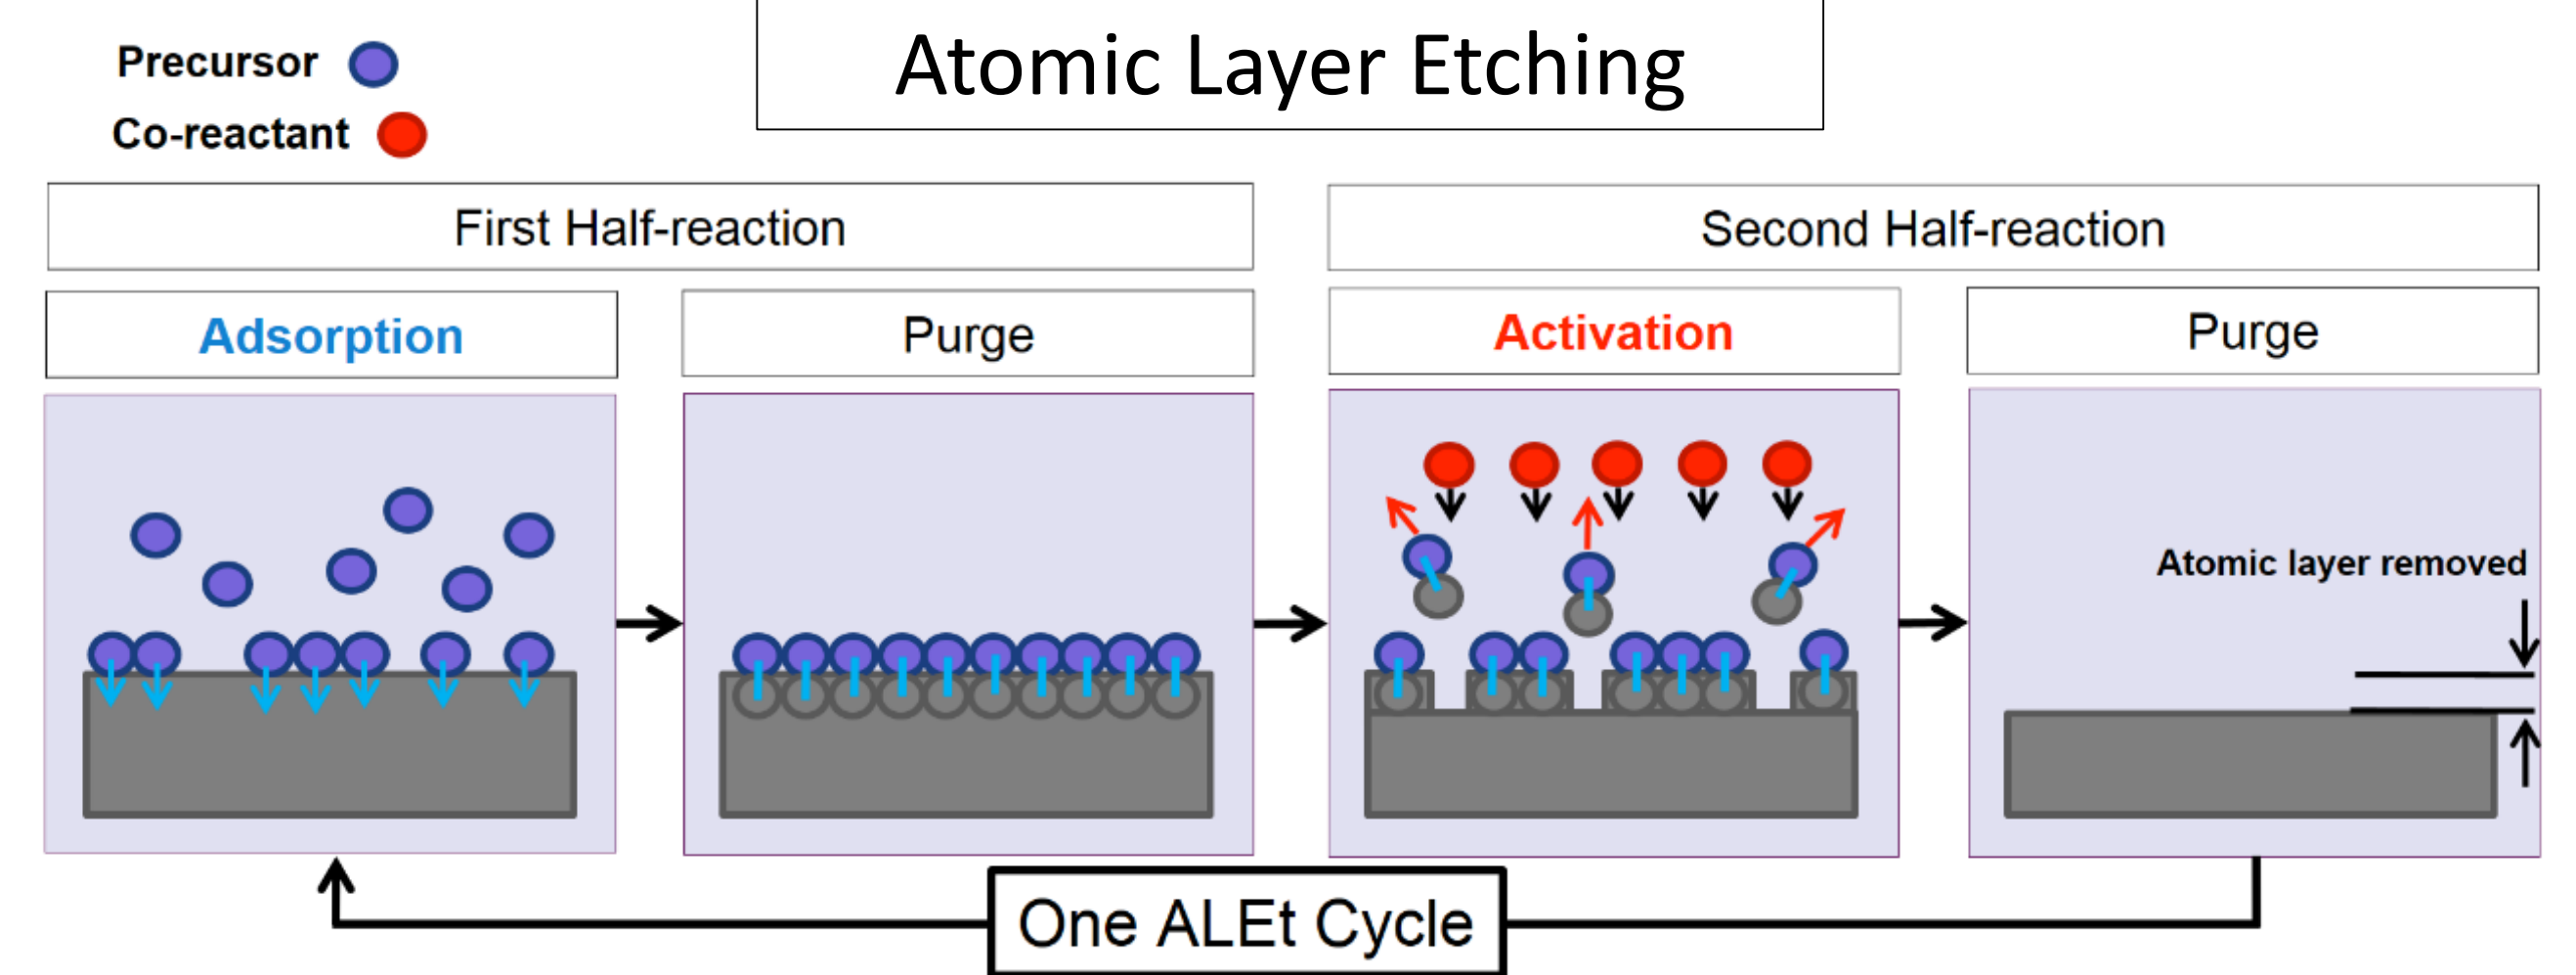 Atomic Layer Etching
Precursor
Co-reactant
First Half-reaction
Second Half-reaction
Adsorption
Purge
Activation
Purge
Atomic layer removed
One ALEt Cycle